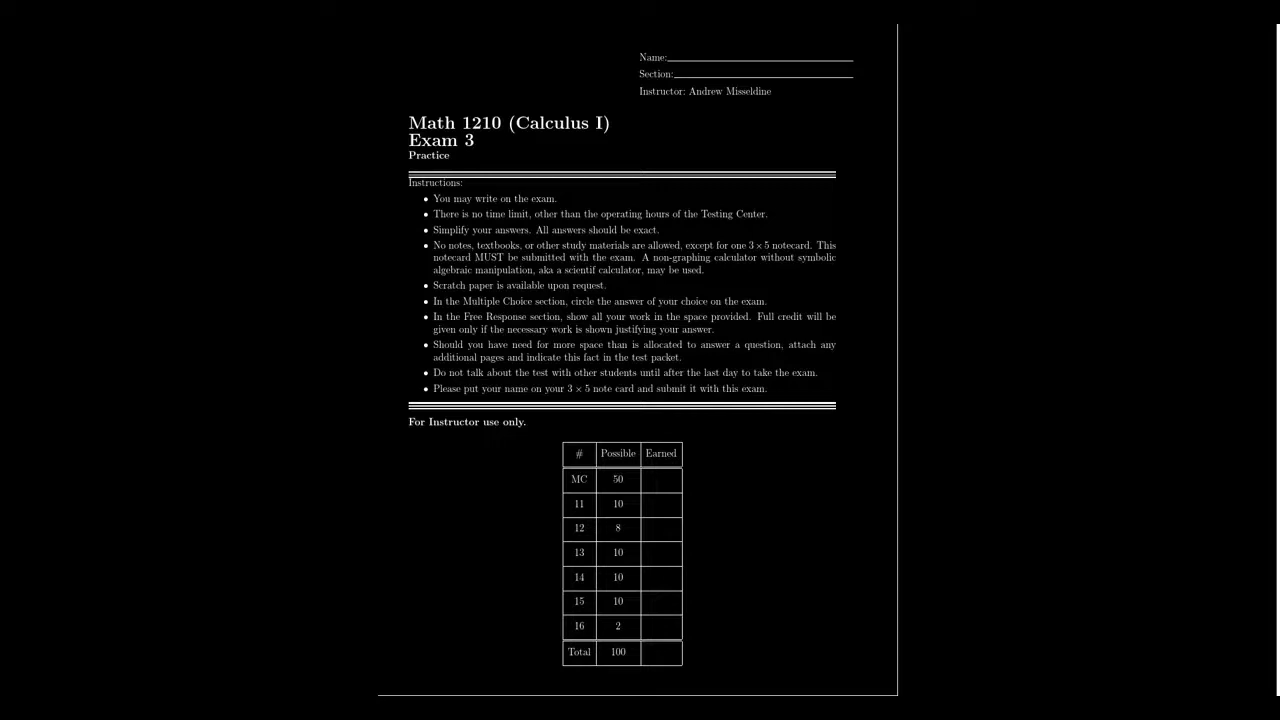 Name:
Section:
Instructor: Andrew Misseldine
Math 1210 (Calculus I)
Exam 3
Practice
Instructions:
• You may write on the exam.
• There is no time limit, other than the operating hours of the Testing Center.
• Simplify your answers. All answers should be exact.
• No notes, textbooks, or other study materials are allowed, except for one 3 × 5 notecard. This
notecard MUST be submitted with the exam. A non-graphing calculator without symbolic
algebraic manipulation, aka a scientif calculator, may be used.
• Scratch paper is available upon request.
• In the Multiple Choice section, circle the answer of your choice on the exam.
• In the Free Response section, show all your work in the space provided. Full credit will be
given only if the necessary work is shown justifying your answer.
• Should you have need for more space than is allocated to answer a question, attach any
additional pages and indicate this fact in the test packet.
• Do not talk about the test with other students until after the last day to take the exam.
• Please put your name on your 3 × 5 note card and submit it with this exam.
For Instructor use only.
# Possible Earned
MC 50
11 10
12 8
13 10
14 10
15 10
16 2
Total 100